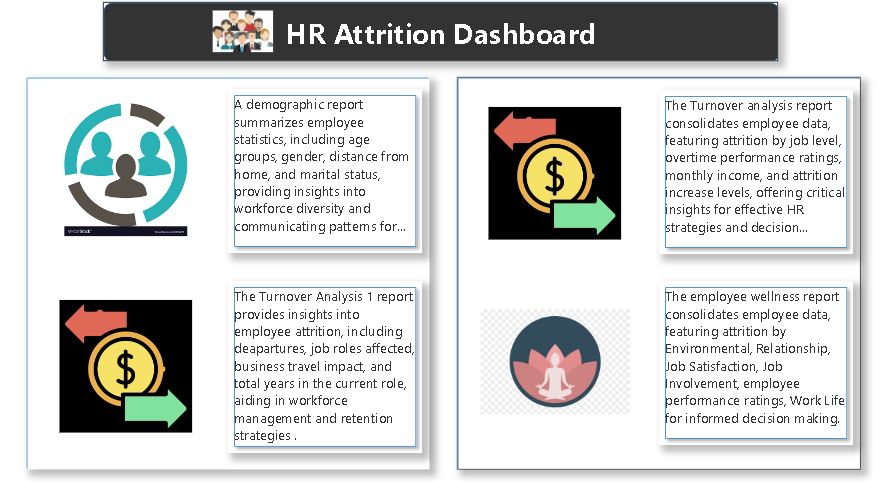 HR Attrition Dashboard
A demographic report
summarizes employee
statistics, including age
groups, gender, distance from
home, and marital status,
providing insights into
workforce diversity and
communicating patterns for...
The Turnover analysis report
consolidates employee data,
featuring attrition by job level,
overtime performance ratings,
monthly income, and attrition
increase levels, offering critical
insights for effective HR
strategies and decision...
The Turnover Analysis 1 report
provides insights into
employee attrition, including
deapartures, job roles affected,
business travel impact, and
total years in the current role,
aiding in workforce
management and retention
strategies .
The employee wellness report
consolidates employee data,
featuring attrition by
Environmental, Relationship,
Job Satisfaction, Job
Involvement, employee
performance ratings, Work Life
for informed decision making.
$
$